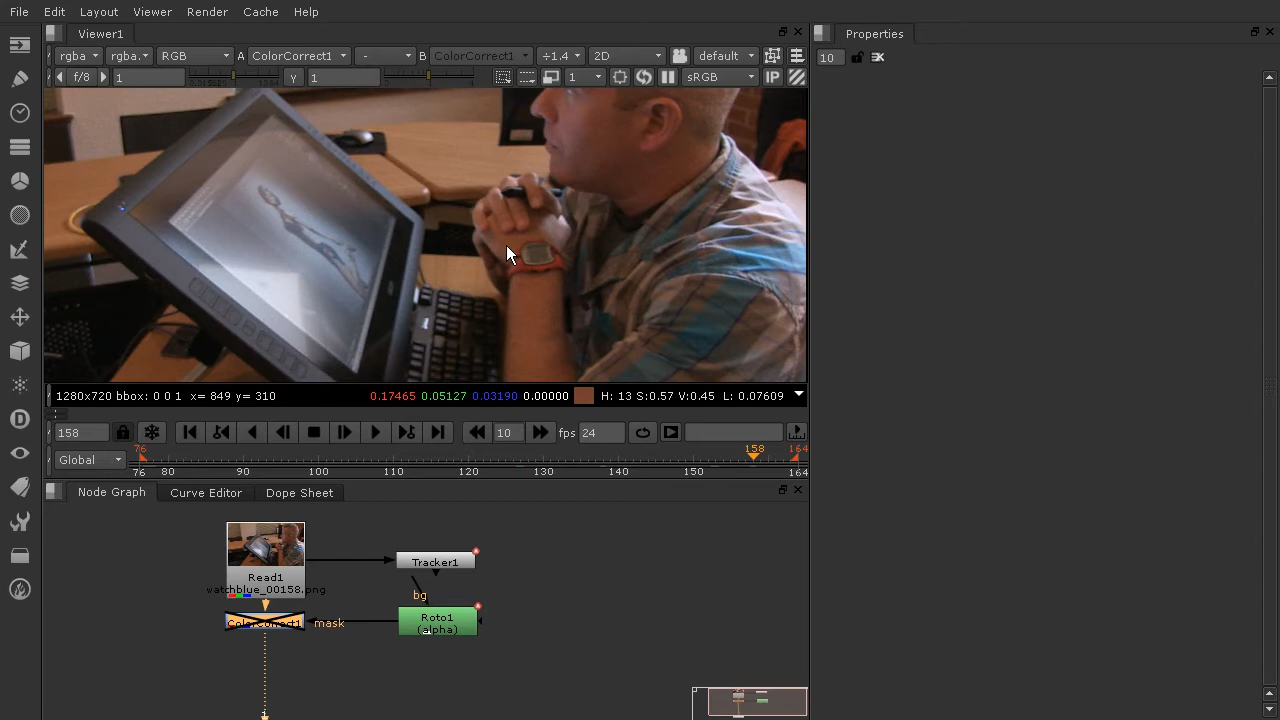 File Edit Layout Viewer Render Cache Help
Viewer1
Properties
rgba rgba. RGB A ColorCorrect1 - B ColorCorrect1 ÷1.4 2D default
10
f/8 1 Y 1 1 sRGB IP
1280x720 bbox: 0 0 1 x= 849 y= 310 0.17465 0.05127 0.03190 0.00000 H: 13 S:0.57 V:0.45 L: 0.07609
158 10 fps 24
76 158 164
Global 76 80 90 100 110 120 130 140 150 164
Node Graph Curve Editor Dope Sheet
Tracker1
Read1
watchblue_00158.png
bg
Roto1
(alpha)
ColorCorrect1 mask